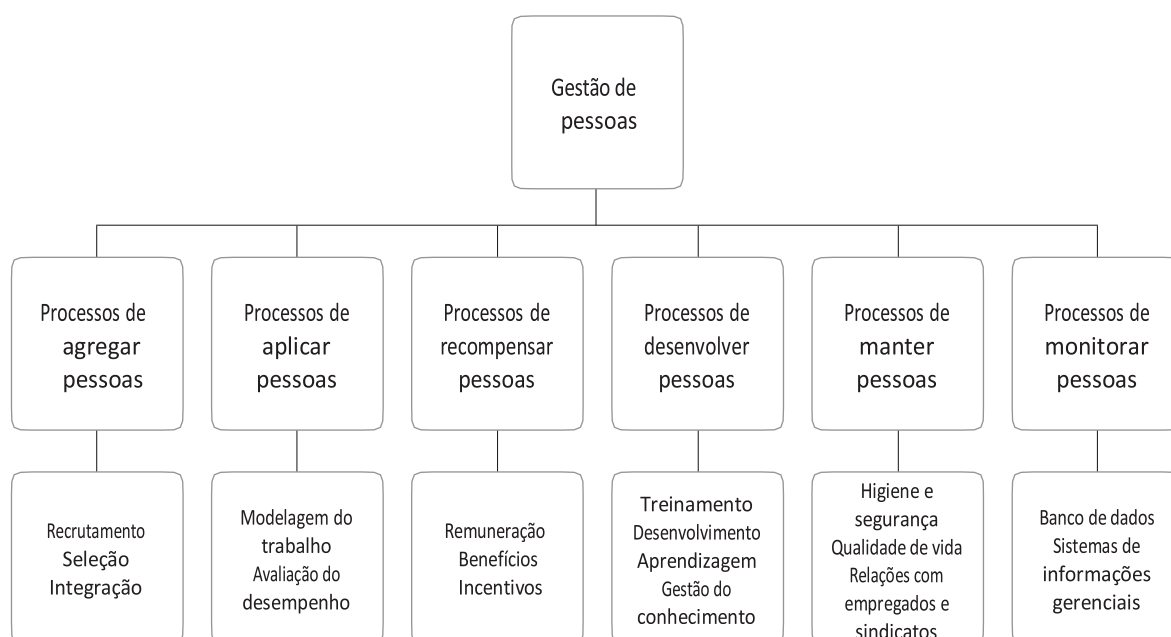 Gestão de
pessoas
Processos de
agregar
pessoas
Processos de
aplicar
pessoas
Processos de
recompensar
pessoas
Processos de
desenvolver
pessoas
Processos de
manter
pessoas
Processos de
monitorar
pessoas
Recrutamento
Seleção
Integração
Modelagem do
trabalho
Avaliação do
desempenho
Remuneração
Benefícios
Incentivos
Treinamento
Desenvolvimento
Aprendizagem
Gestão do
conhecimento
Higiene e
segurança
Qualidade de vida
Relações com
empregados e
sindicatos
Banco de dados
Sistemas de
informações
gerenciais